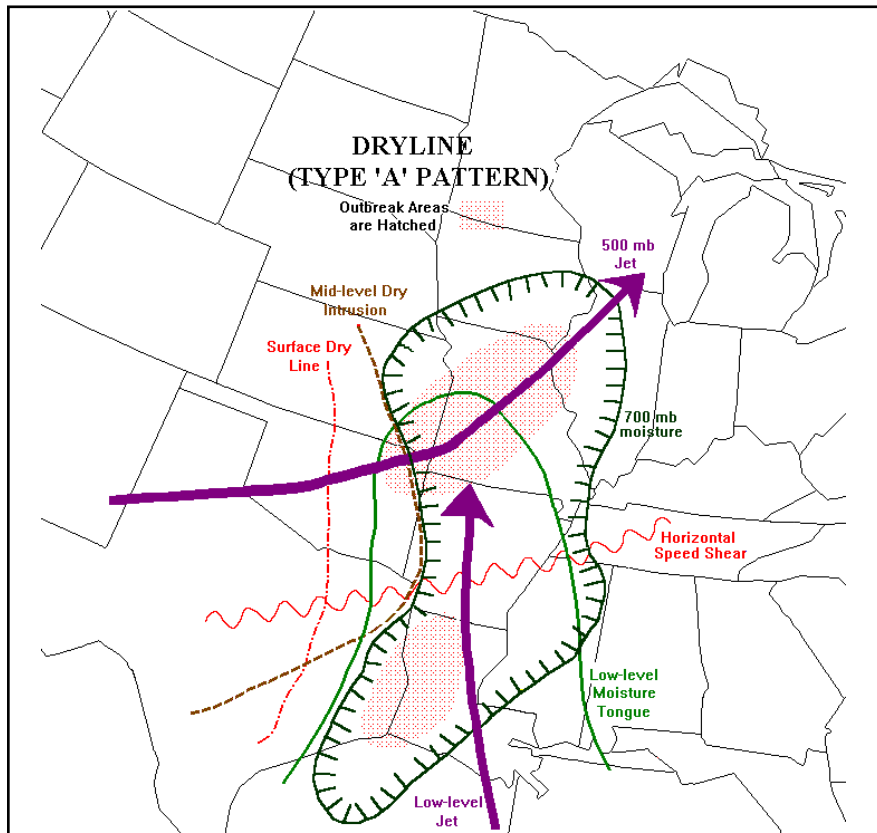 DRYLINE
(TYPE 'A' PATTERN)
Outbreak Areas
are Hatched
500 mb
Jet
Mid-level Dry
Intrusion
Surface Dry
Line
700 mb
moisture
Horizontal
Speed Shear
Low-level
Moisture
Tongue
Low-level
Jet